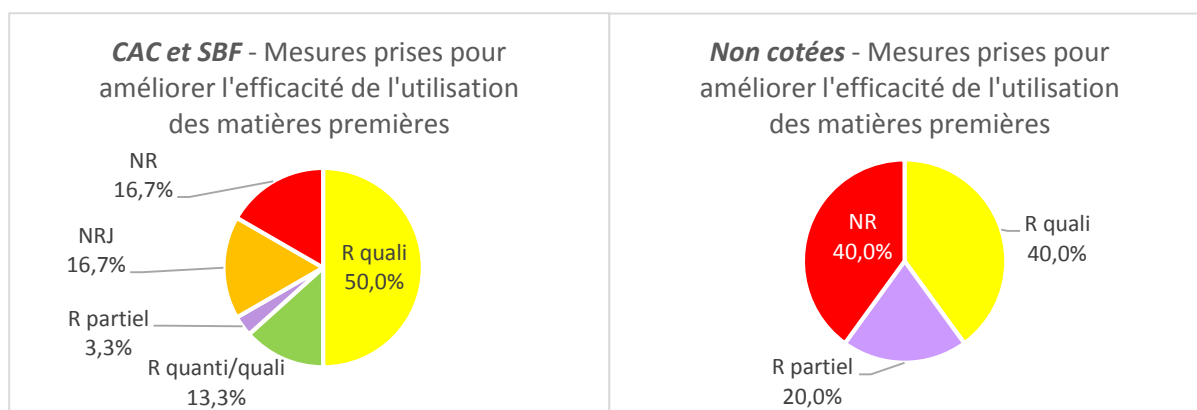 CAC et SBF - Mesures prises pour
améliorer l'efficacité de l'utilisation
des matières premières
NR
16,7%
NRJ
16,7%
R partiel
3,3%
R quanti/quali
13,3%
R quali
50,0%
Non cotées - Mesures prises pour
améliorer l'efficacité de l'utilisation
des matières premières
NR
40,0%
R quali
40,0%
R partiel
20,0%